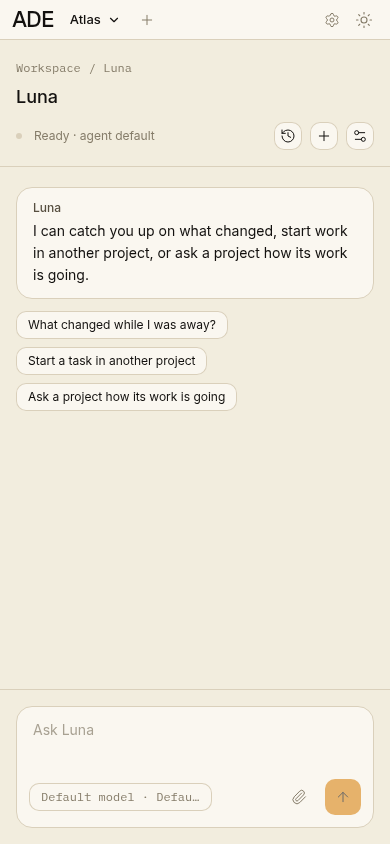 ADE Atlas
Workspace / Luna
Luna
Ready · agent default
Luna
I can catch you up on what changed, start work
in another project, or ask a project how its work
is going.
What changed while I was away?
Start a task in another project
Ask a project how its work is going
Ask Luna
Default model · Defau…